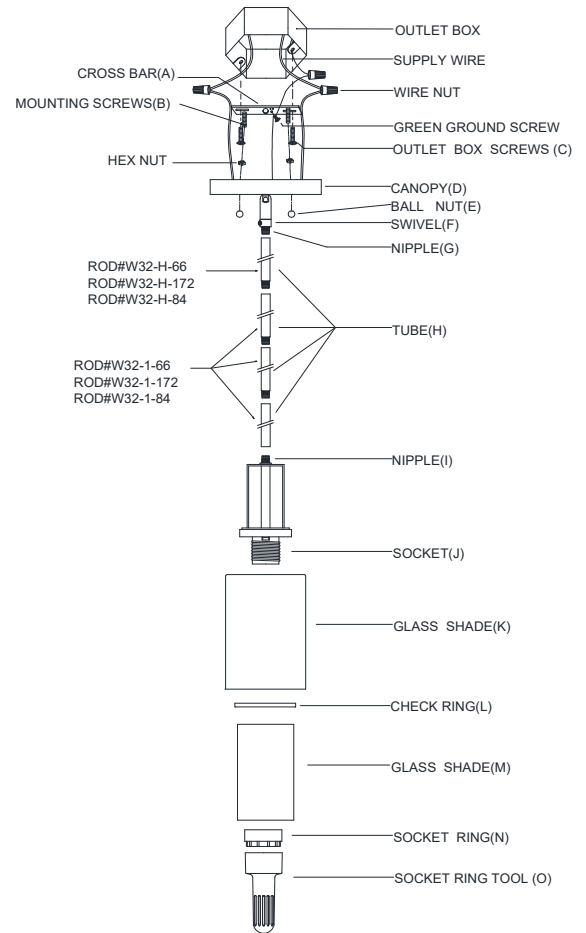 OUTLET BOX
SUPPLY WIRE
CROSS BAR(A)
WIRE NUT
MOUNTING SCREWS(B)
GREEN GROUND SCREW
OUTLET BOX SCREWS (C)
HEX NUT
CANOPY(D)
BALL NUT(E)
SWIVEL(F)
NIPPLE(G)
ROD#W32-H-66
ROD#W32-H-172
ROD#W32-H-84
TUBE(H)
ROD#W32-1-66
ROD#W32-1-172
ROD#W32-1-84
NIPPLE(I)
SOCKET(J)
GLASS SHADE(K)
CHECK RING(L)
GLASS SHADE(M)
SOCKET RING(N)
SOCKET RING TOOL (O)